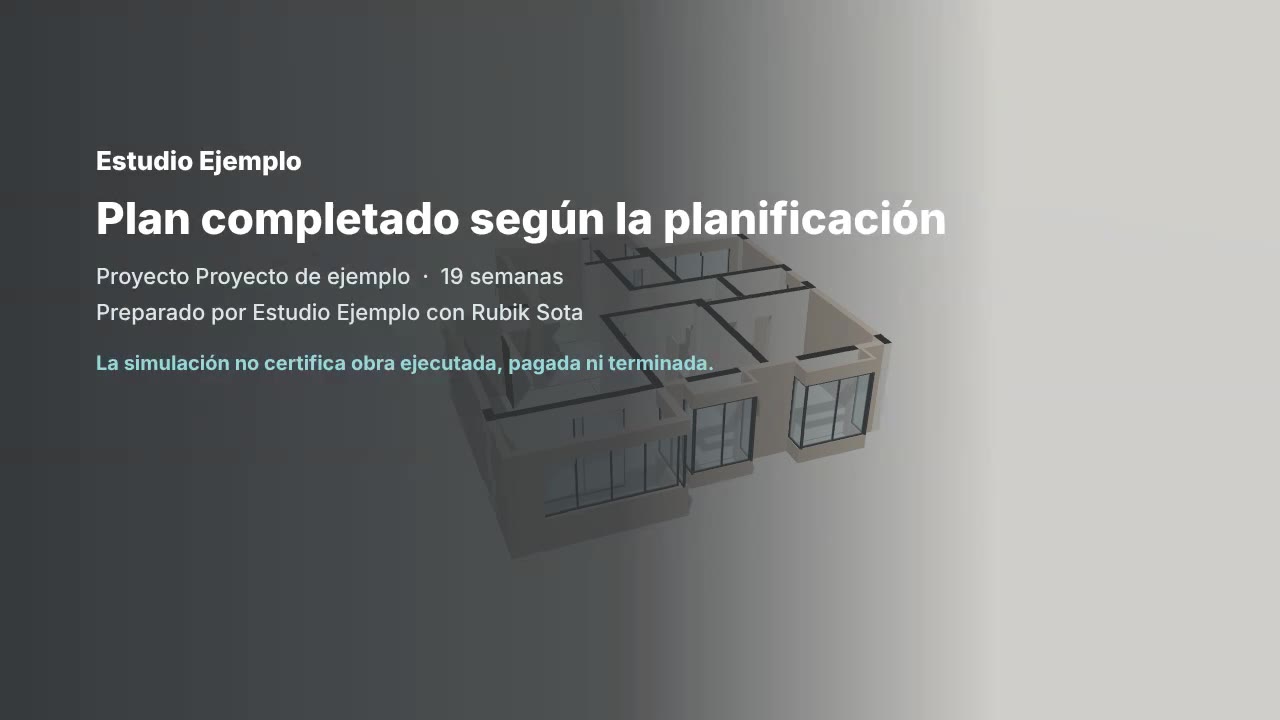 Estudio Ejemplo
Plan completado según la planificación
Proyecto Proyecto de ejemplo · 19 semanas
Preparado por Estudio Ejemplo con Rubik Sota
La simulación no certifica obra ejecutada, pagada ni terminada.